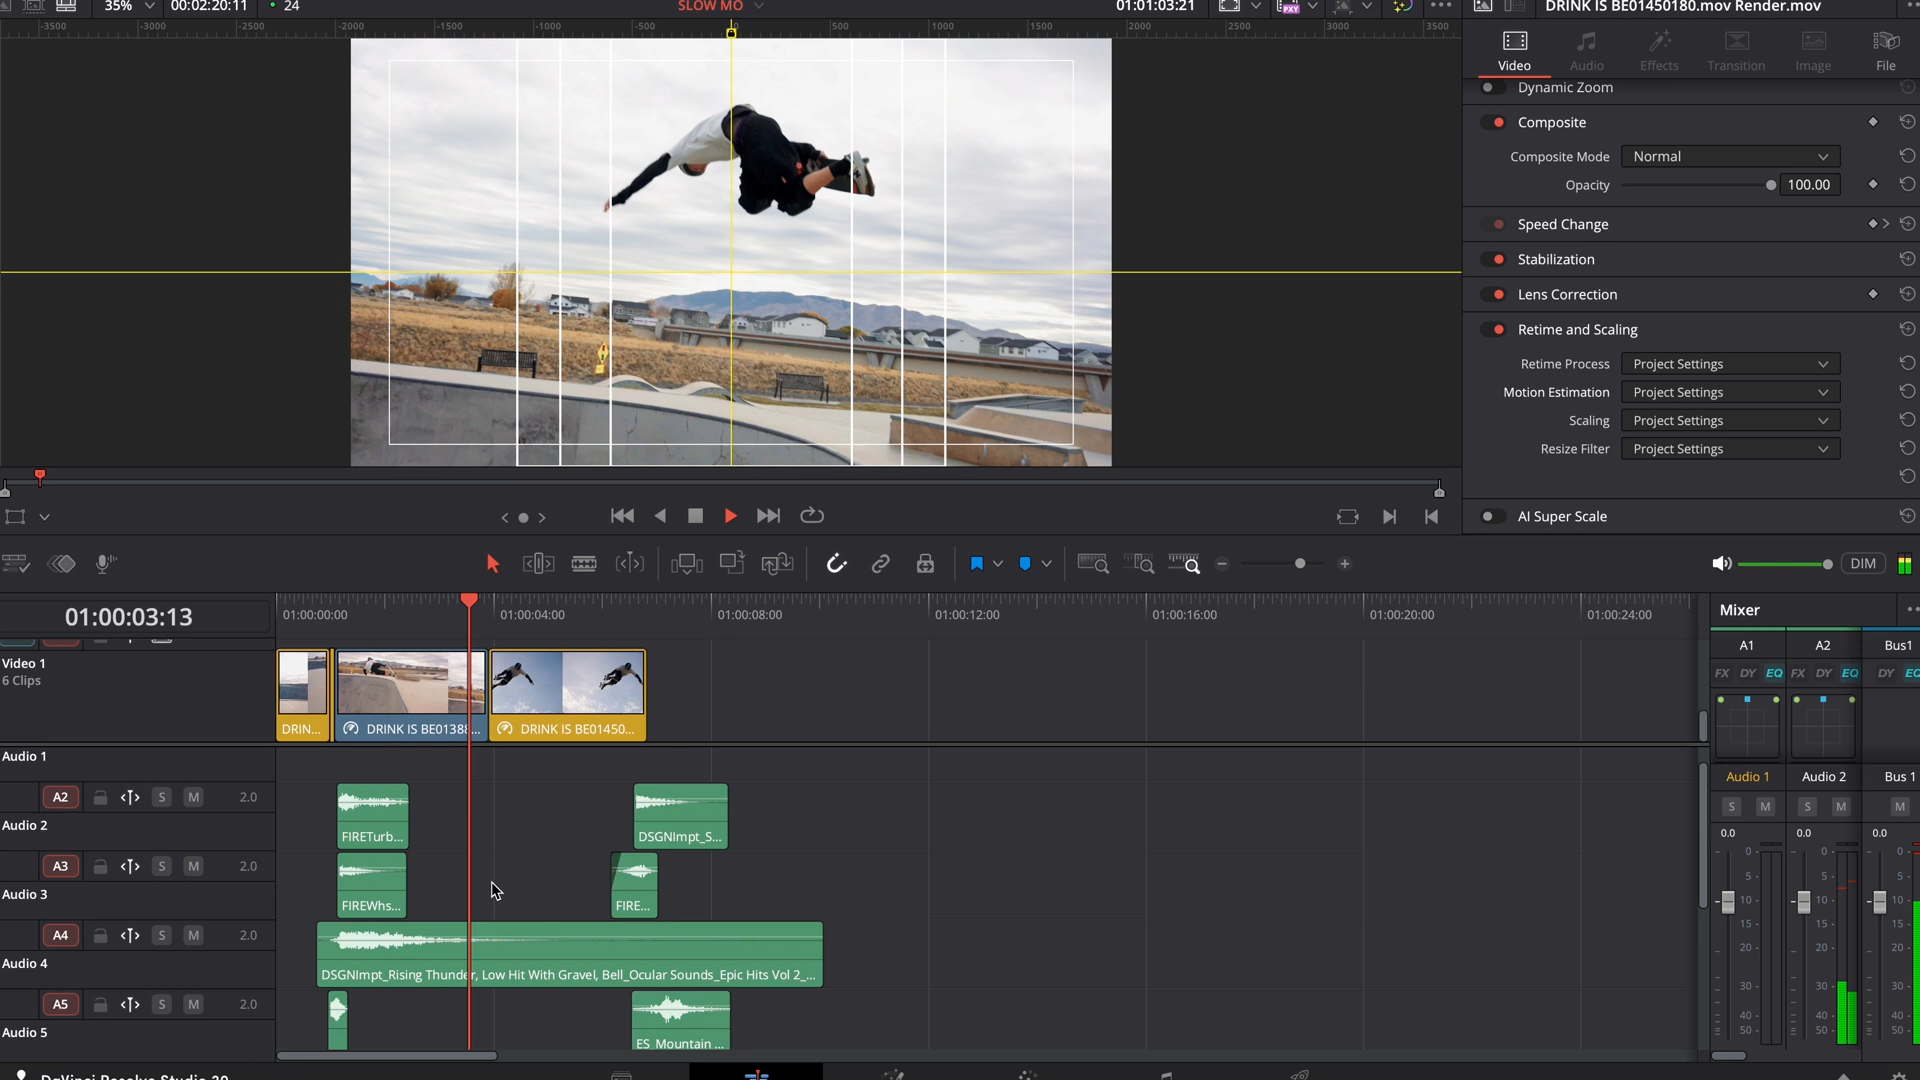 35%
00:02:20:11
24
SLOW MO
01:01:03:21
PXY
DRINK IS BE01450180.mov Render.mov
-3500 -3000 -2500 -2000 -1500 -1000 -500 0 500 1000 1500 2000 2500 3000 3500
Video Audio Effects Transition Image File
Dynamic Zoom
Composite
Composite Mode Normal
Opacity 100.00
Speed Change
Stabilization
Lens Correction
Retime and Scaling
Retime Process Project Settings
Motion Estimation Project Settings
Scaling Project Settings
Resize Filter Project Settings
AI Super Scale
DIM
01:00:03:13
01:00:00:00 01:00:04:00 01:00:08:00 01:00:12:00 01:00:16:00 01:00:20:00 01:00:24:00
Mixer
Video 1
6 Clips
DRIN...
DRINK IS BE01388...
DRINK IS BE01450...
Audio 1
A2 S M 2.0
FIRETurb...
DSGNImpt_S...
Audio 2
A3 S M 2.0
FIREWhs...
FIRE...
Audio 3
A4 S M 2.0
DSGNImpt_Rising Thunder, Low Hit With Gravel, Bell_Ocular Sounds_Epic Hits Vol 2_...
Audio 4
A5 S M 2.0
ES_Mountain ...
Audio 5
A1 A2 Bus1
FX DY EQ FX DY EQ DY EQ
Audio 1 Audio 2 Bus 1
S M S M M
0.0 0.0 0.0
0 0 0
5 5 5
10 10 10
15 15 15
20 20 20
30 30 30
40 40 40
50 50 50
DaVinci Resolve Studio 20